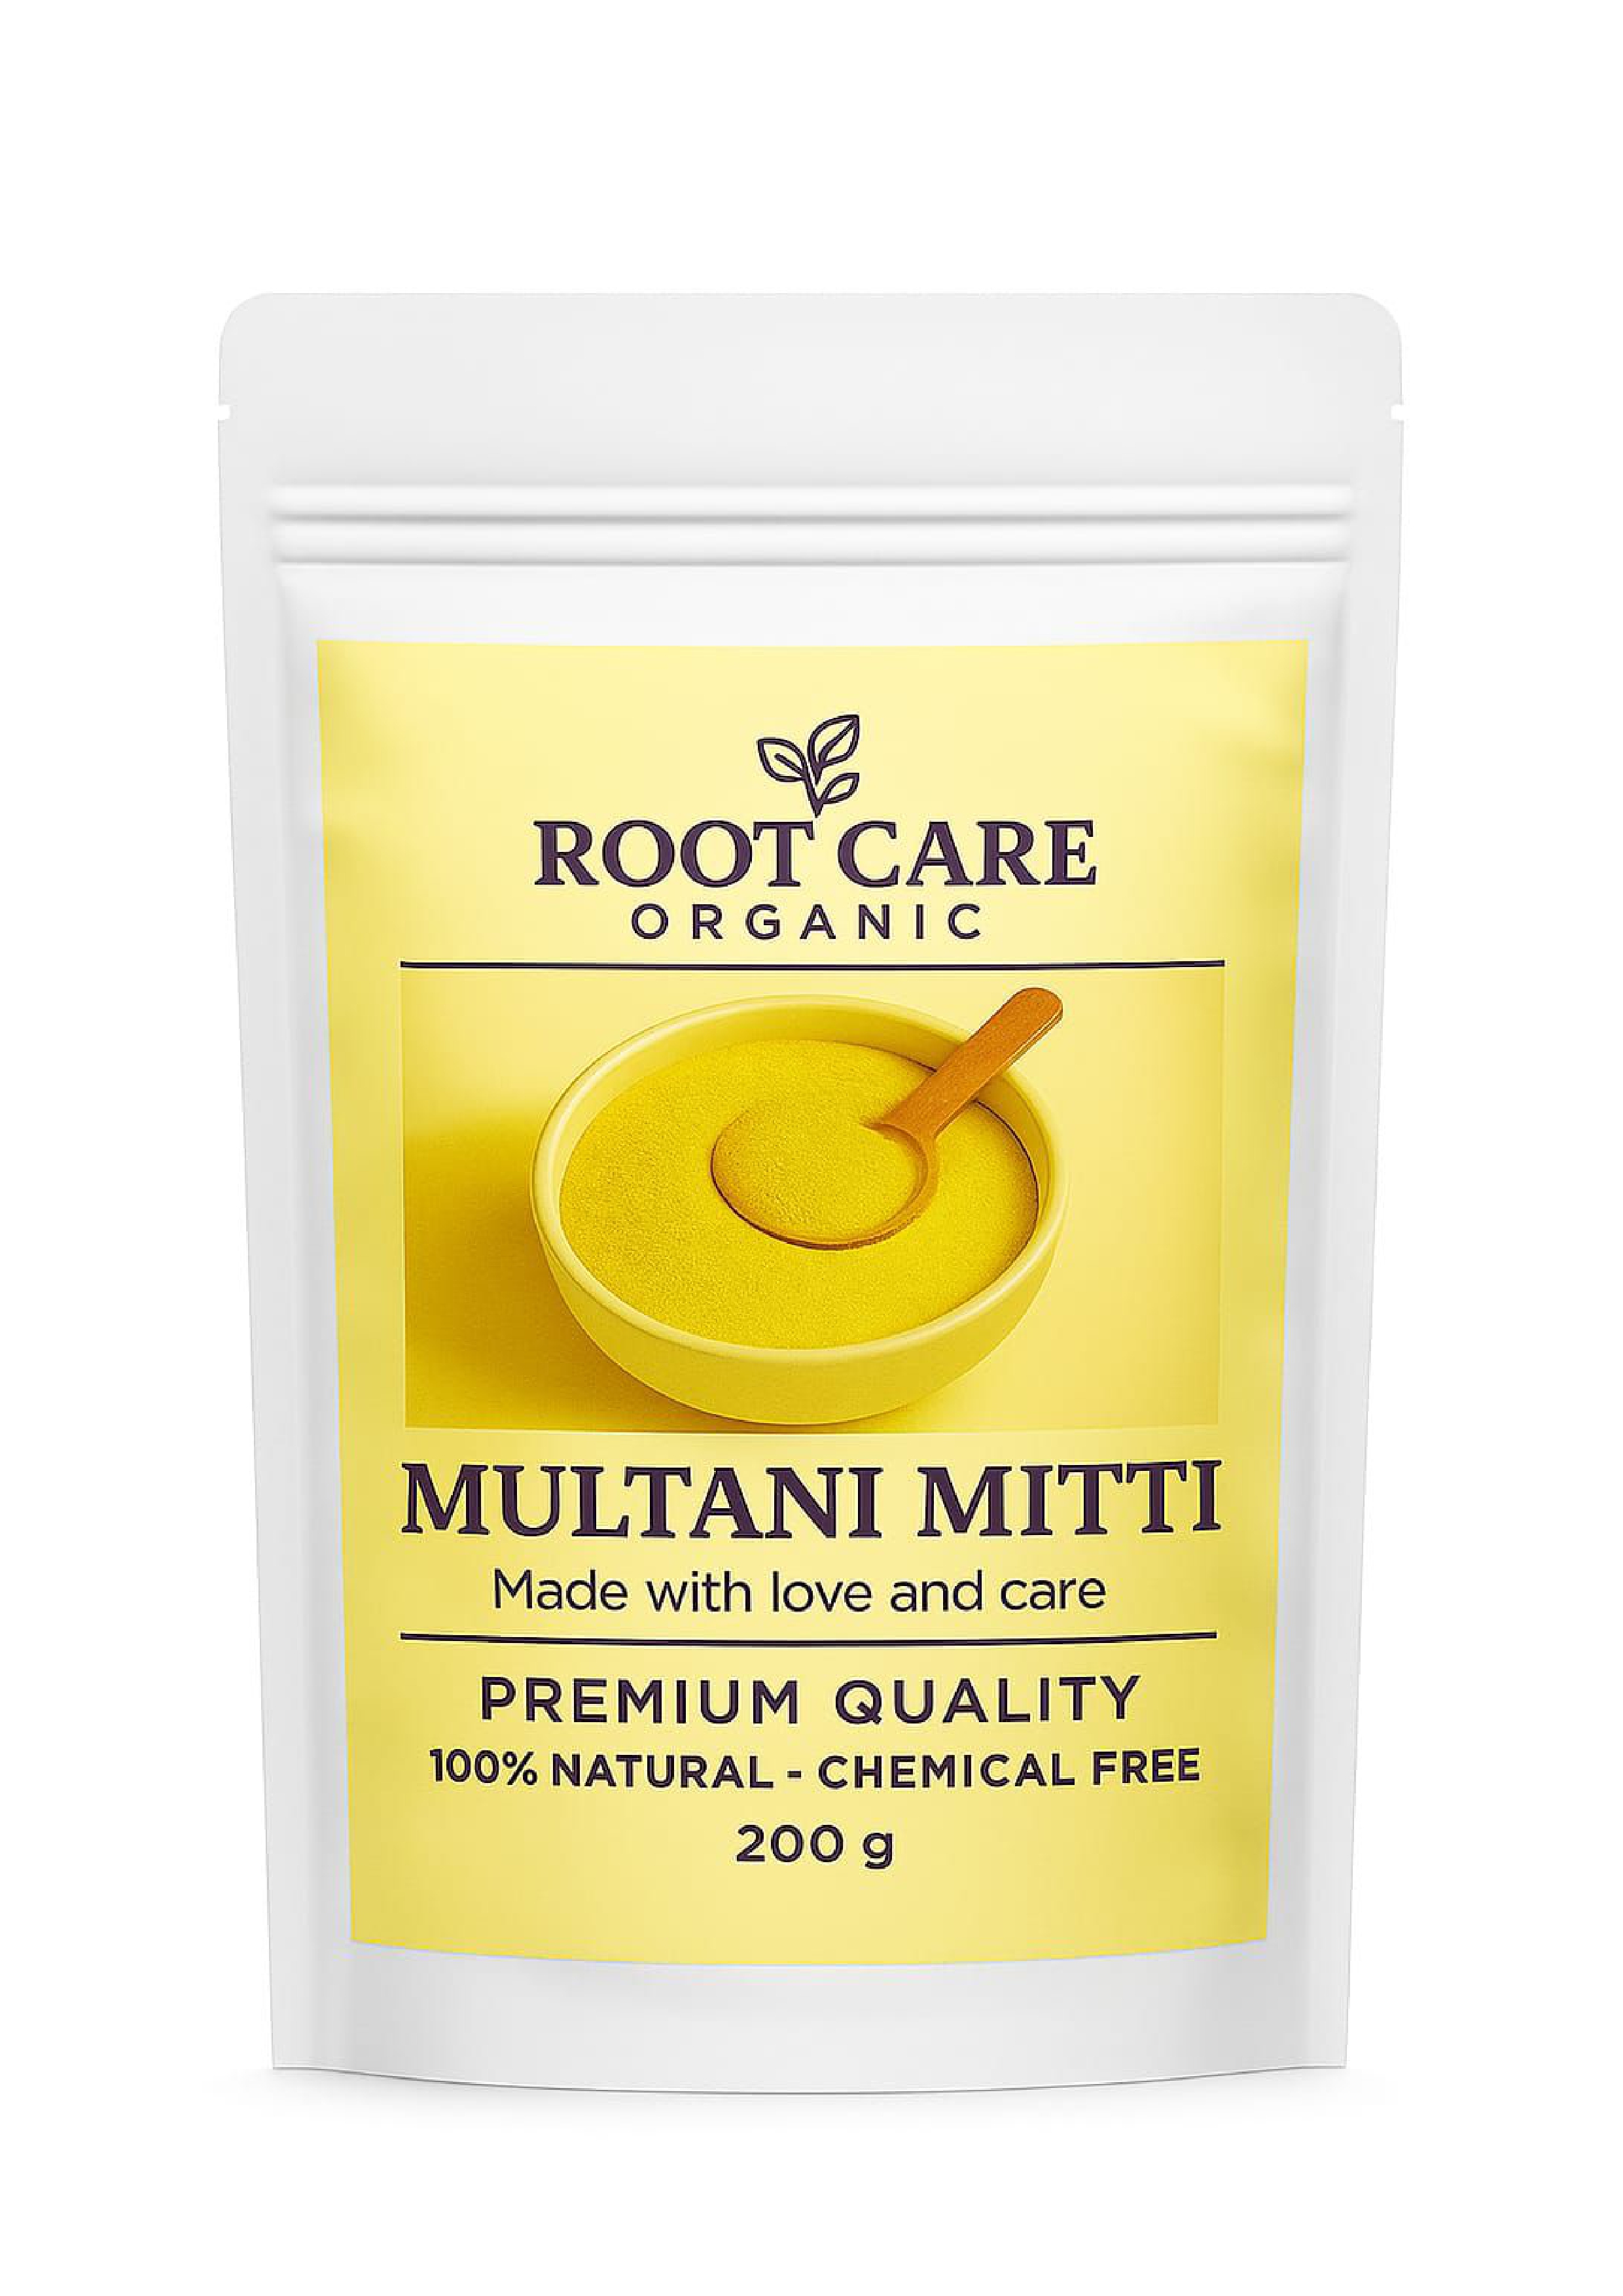 ROOT CARE
ORGANIC
MULTANI MITTI
Made with love and care
PREMIUM QUALITY
100% NATURAL - CHEMICAL FREE
200 g